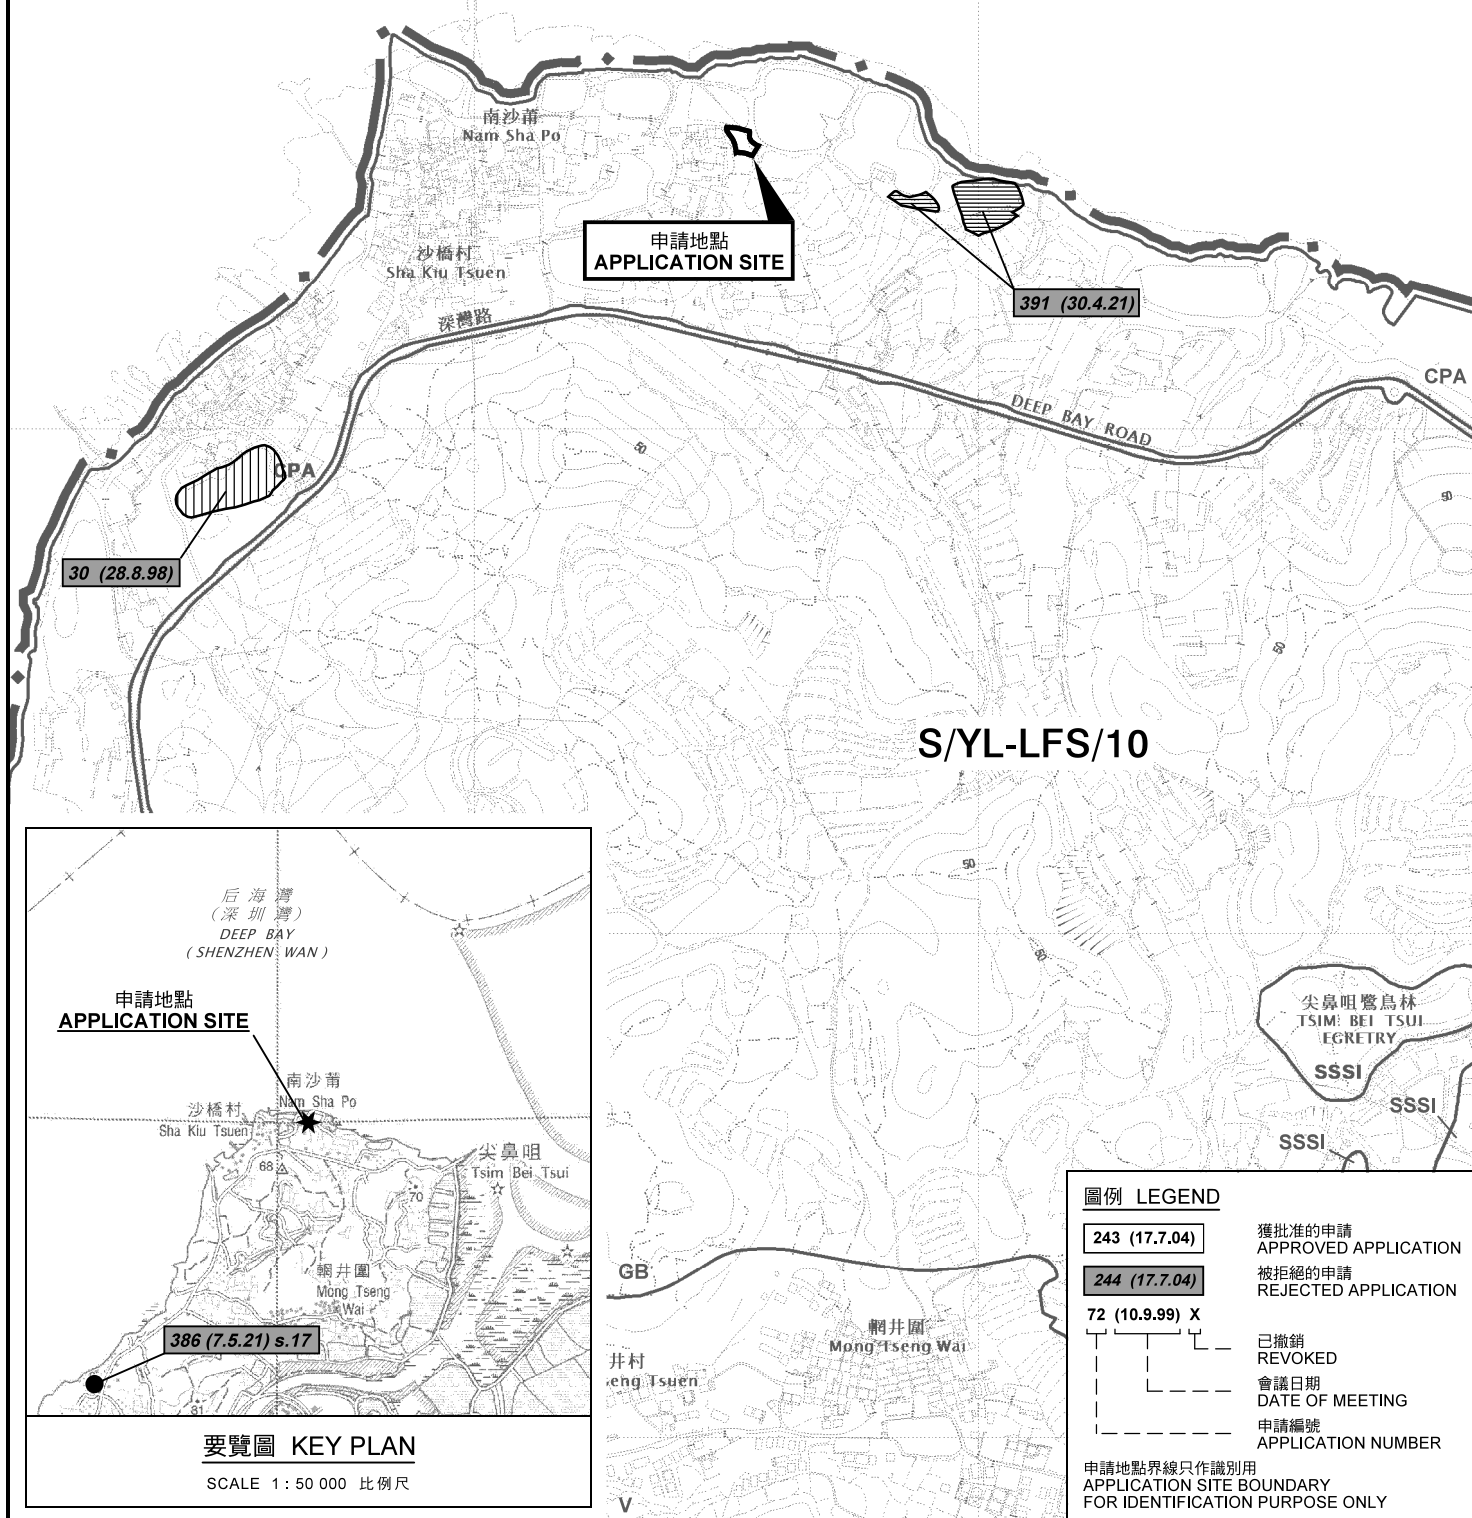 南沙莆
Nam Sha Po
申請地點
APPLICATION SITE
沙橋村
Sha Kiu Tsuen
391 (30.4.21)
深灣路
DEEP BAY ROAD
CPA
50
50
CPA
30 (28.8.98)
50
S/YL-LFS/10
50
50
尖鼻咀鷺鳥林
TSIM BEI TSUI
EGRETRY
SSSI
SSSI
SSSI
GB
輞井圍
Mong Tseng Wai
井村
eng Tsuen
V
后海灣
(深圳灣)
DEEP BAY
(SHENZHEN WAN)
申請地點
APPLICATION SITE
南沙莆
Nam Sha Po
沙橋村
Sha Kiu Tsuen
尖鼻咀
Tsim Bei Tsui
68
70
輞井圍
Mong Tseng
Wai
386 (7.5.21) s.17
81
要覽圖 KEY PLAN
SCALE 1 : 50 000 比例尺
圖例 LEGEND
243 (17.7.04)
獲批准的申請
APPROVED APPLICATION
244 (17.7.04)
被拒絕的申請
REJECTED APPLICATION
72 (10.9.99) X
已撤銷
REVOKED
會議日期
DATE OF MEETING
申請編號
APPLICATION NUMBER
申請地點界線只作識別用
APPLICATION SITE BOUNDARY
FOR IDENTIFICATION PURPOSE ONLY